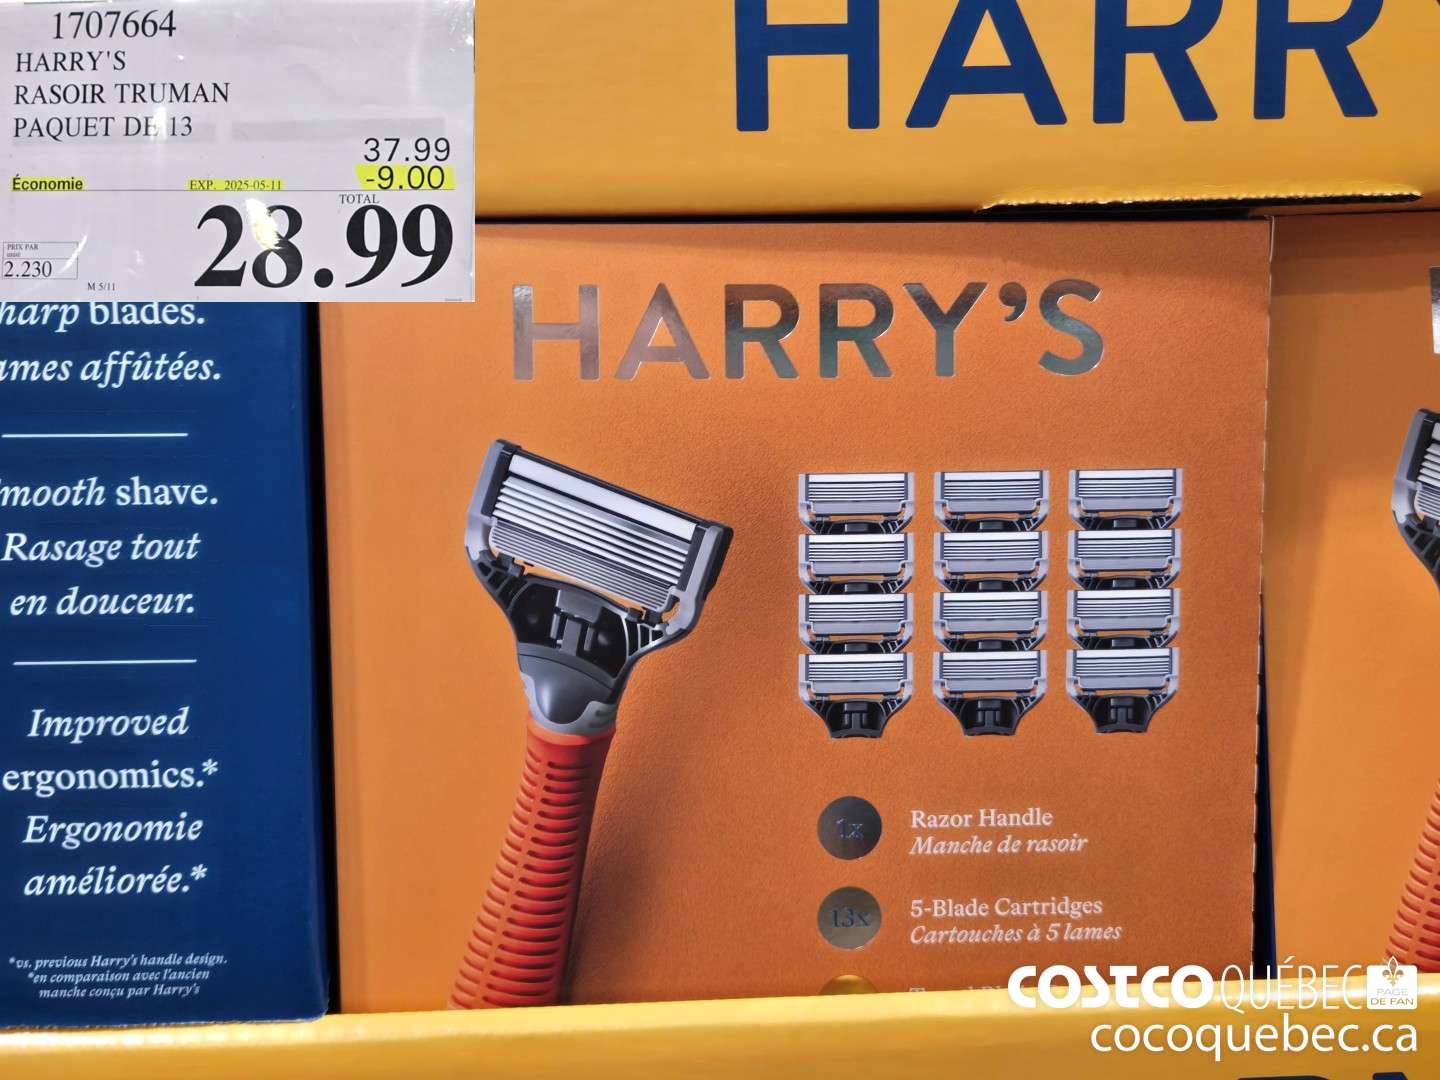 1707664
HARRY'S
RASOIR TRUMAN
PAQUET DE 13
37.99
Économie EXP. 2025-05-11 -9.00
TOTAL
28.99
PRIX PAR
unité
2.230
M 5/11
HARR
harp blades.
ames affûtées.
mooth shave.
Rasage tout
en douceur.
Improved
ergonomics.*
Ergonomie
améliorée.*
*vs. previous Harry's handle design.
*en comparaison avec l'ancien
manche conçu par Harry's
HARRY'S
1x Razor Handle
Manche de rasoir
13x 5-Blade Cartridges
Cartouches à 5 lames
COSTCO QUÉBEC PAGE
DE FAN
cocoquebec.ca